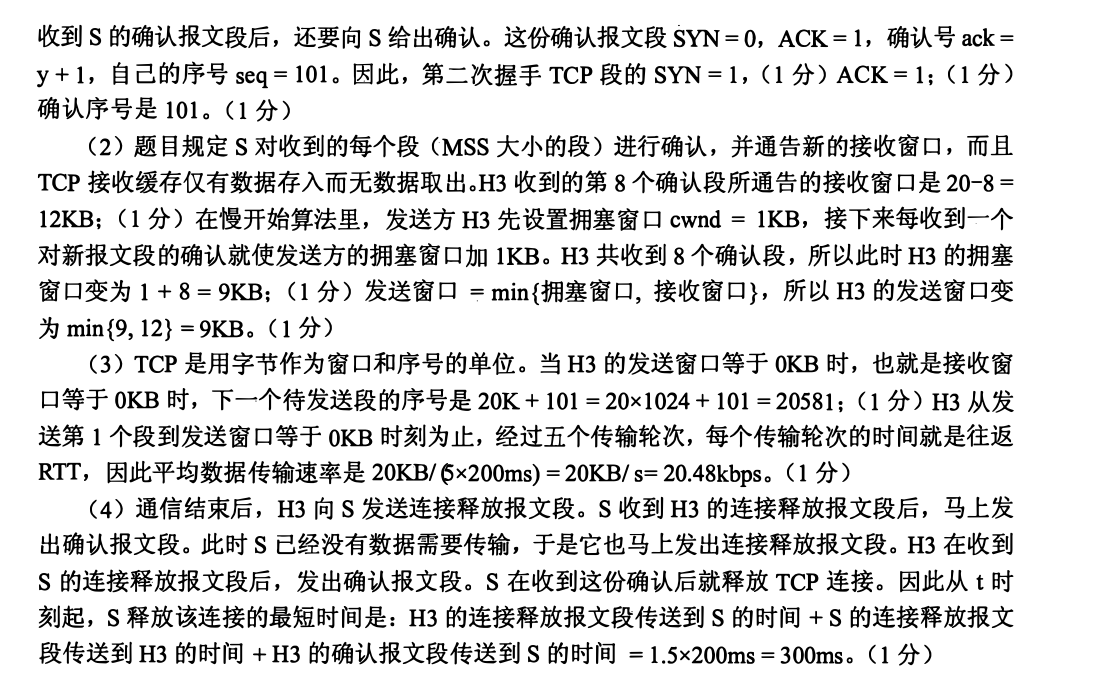 收到 S 的确认报文段后，还要向 S 给出确认。这份确认报文段 SYN = 0，ACK = 1，确认号 ack =
y + 1，自己的序号 seq = 101。因此，第二次握手 TCP 段的 SYN = 1，（1 分）ACK = 1；（1 分）
确认序号是 101。（1 分）
（2）题目规定 S 对收到的每个段（MSS 大小的段）进行确认，并通告新的接收窗口，而且
TCP 接收缓存仅有数据存入而无数据取出。H3 收到的第 8 个确认段所通告的接收窗口是 20-8 =
12KB；（1 分）在慢开始算法里，发送方 H3 先设置拥塞窗口 cwnd = 1KB，接下来每收到一个
对新报文段的确认就使发送方的拥塞窗口加 1KB。H3 共收到 8 个确认段，所以此时 H3 的拥塞
窗口变为 1 + 8 = 9KB；（1 分）发送窗口 = min{拥塞窗口, 接收窗口}，所以 H3 的发送窗口变
为 min{9, 12} = 9KB。（1 分）
（3）TCP 是用字节作为窗口和序号的单位。当 H3 的发送窗口等于 0KB 时，也就是接收窗
口等于 0KB 时，下一个待发送段的序号是 20K + 101 = 20×1024 + 101 = 20581；（1 分）H3 从发
送第 1 个段到发送窗口等于 0KB 时刻为止，经过五个传输轮次，每个传输轮次的时间就是往返
RTT，因此平均数据传输速率是 20KB/ (5×200ms) = 20KB/ s= 20.48kbps。（1 分）
（4）通信结束后，H3 向 S 发送连接释放报文段。S 收到 H3 的连接释放报文段后，马上发
出确认报文段。此时 S 已经没有数据需要传输，于是它也马上发出连接释放报文段。H3 在收到
S 的连接释放报文段后，发出确认报文段。S 在收到这份确认后就释放 TCP 连接。因此从 t 时
刻起，S 释放该连接的最短时间是：H3 的连接释放报文段传送到 S 的时间 + S 的连接释放报文
段传送到 H3 的时间 + H3 的确认报文段传送到 S 的时间 = 1.5×200ms = 300ms。（1 分）